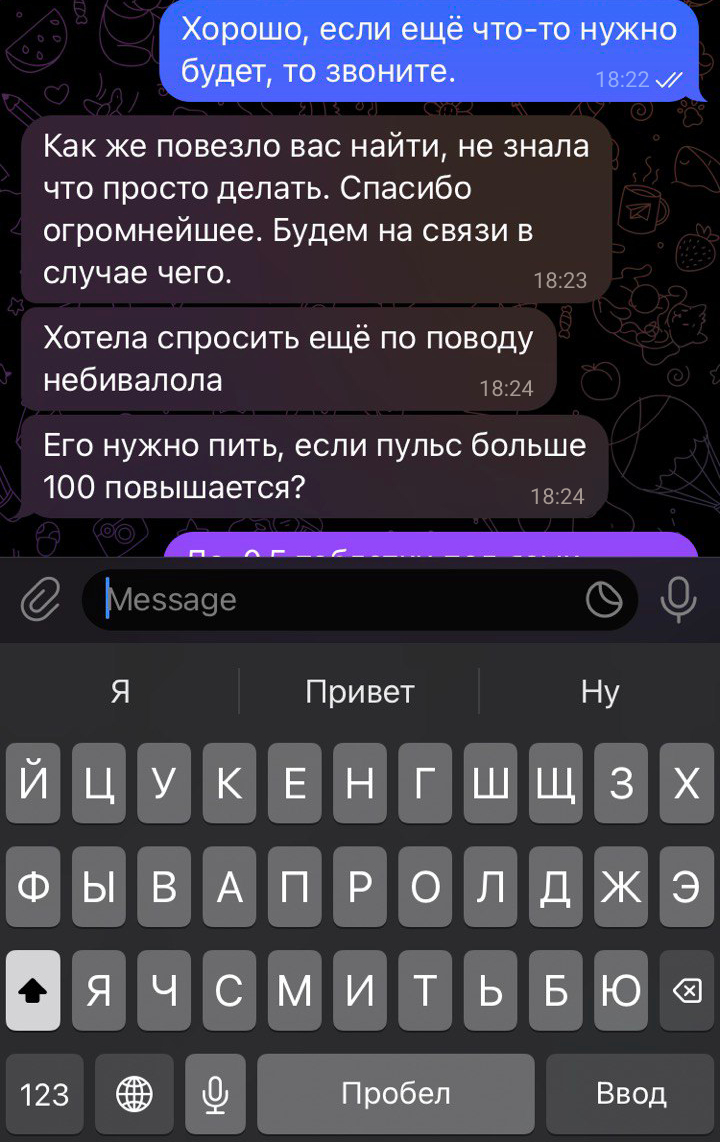 Хорошо, если ещё что-то нужно
будет, то звоните.
18:22
Как же повезло вас найти, не знала
что просто делать. Спасибо
огромнейшее. Будем на связи в
случае чего.
18:23
Хотела спросить ещё по поводу
небивалола
18:24
Его нужно пить, если пульс больше
100 повышается?
18:24
Message
Я Привет Ну
Й Ц У К Е Н Г Ш Щ З Х
Ф Ы В А П Р О Л Д Ж Э
Я Ч С М И Т Ь Б Ю
123 Пробел Ввод